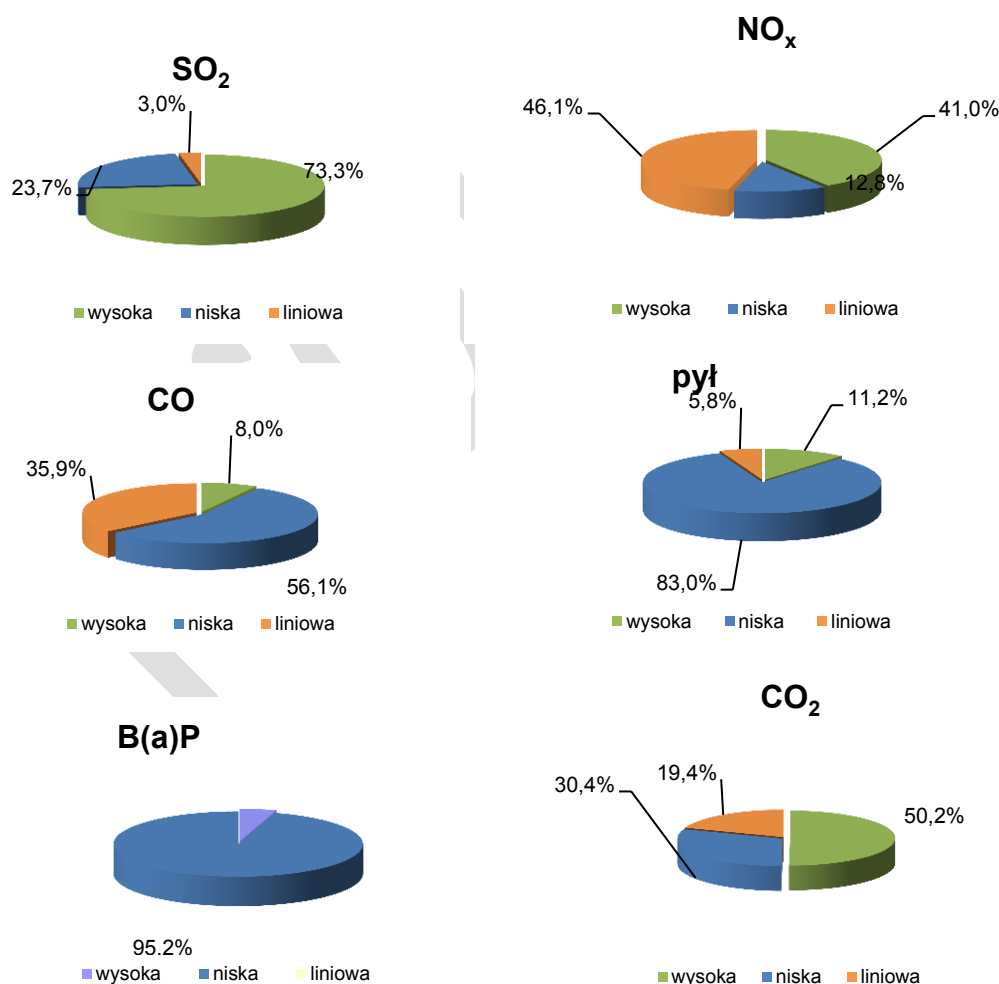 SO2
3,0%
73,3%
23,7%
wysoka niska liniowa
NOx
46,1%
41,0%
12,8%
wysoka niska liniowa
CO
8,0%
35,9%
56,1%
wysoka niska liniowa
pył
5,8%
11,2%
83,0%
wysoka niska liniowa
B(a)P
95.2%
wysoka niska liniowa
CO2
19,4%
30,4%
50,2%
wysoka niska liniowa